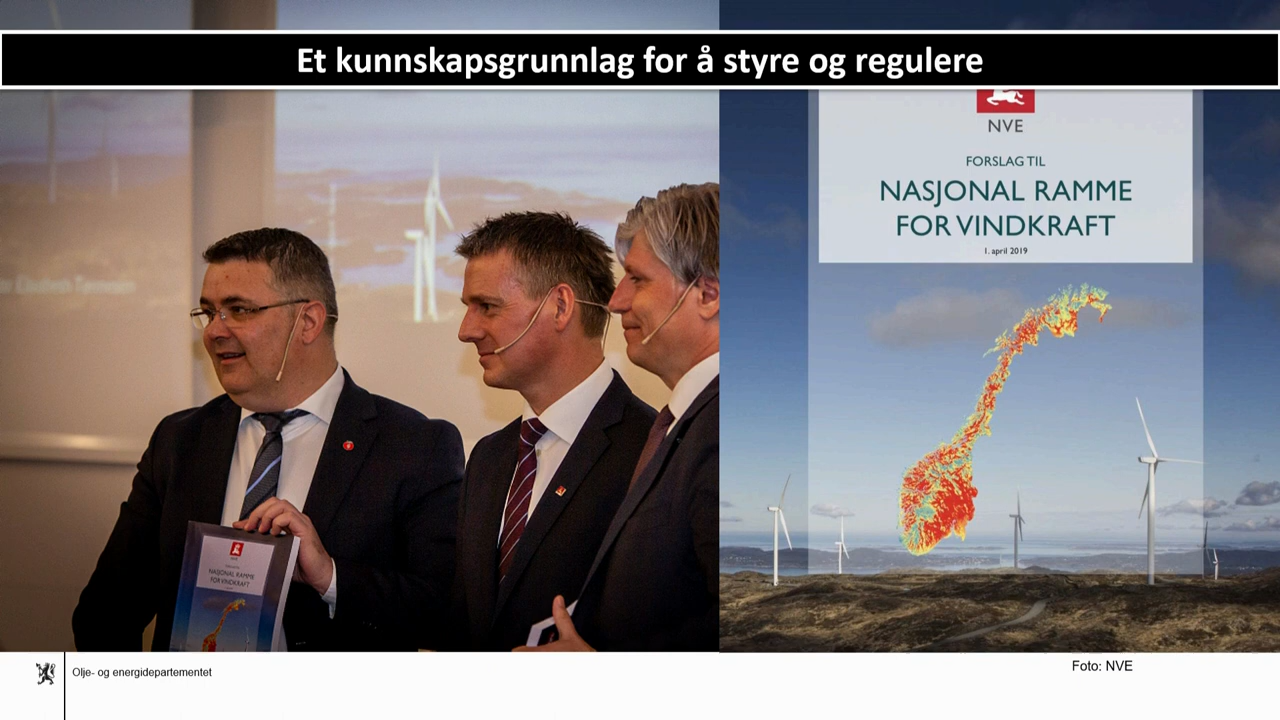 Et kunnskapsgrunnlag for å styre og regulere
NVE
FORSLAG TIL
NASJONAL RAMME
FOR VINDKRAFT
1. april 2019
NVE
NASJONAL RAMME
FOR VINDKRAFT
Olje- og energidepartementet
Foto: NVE